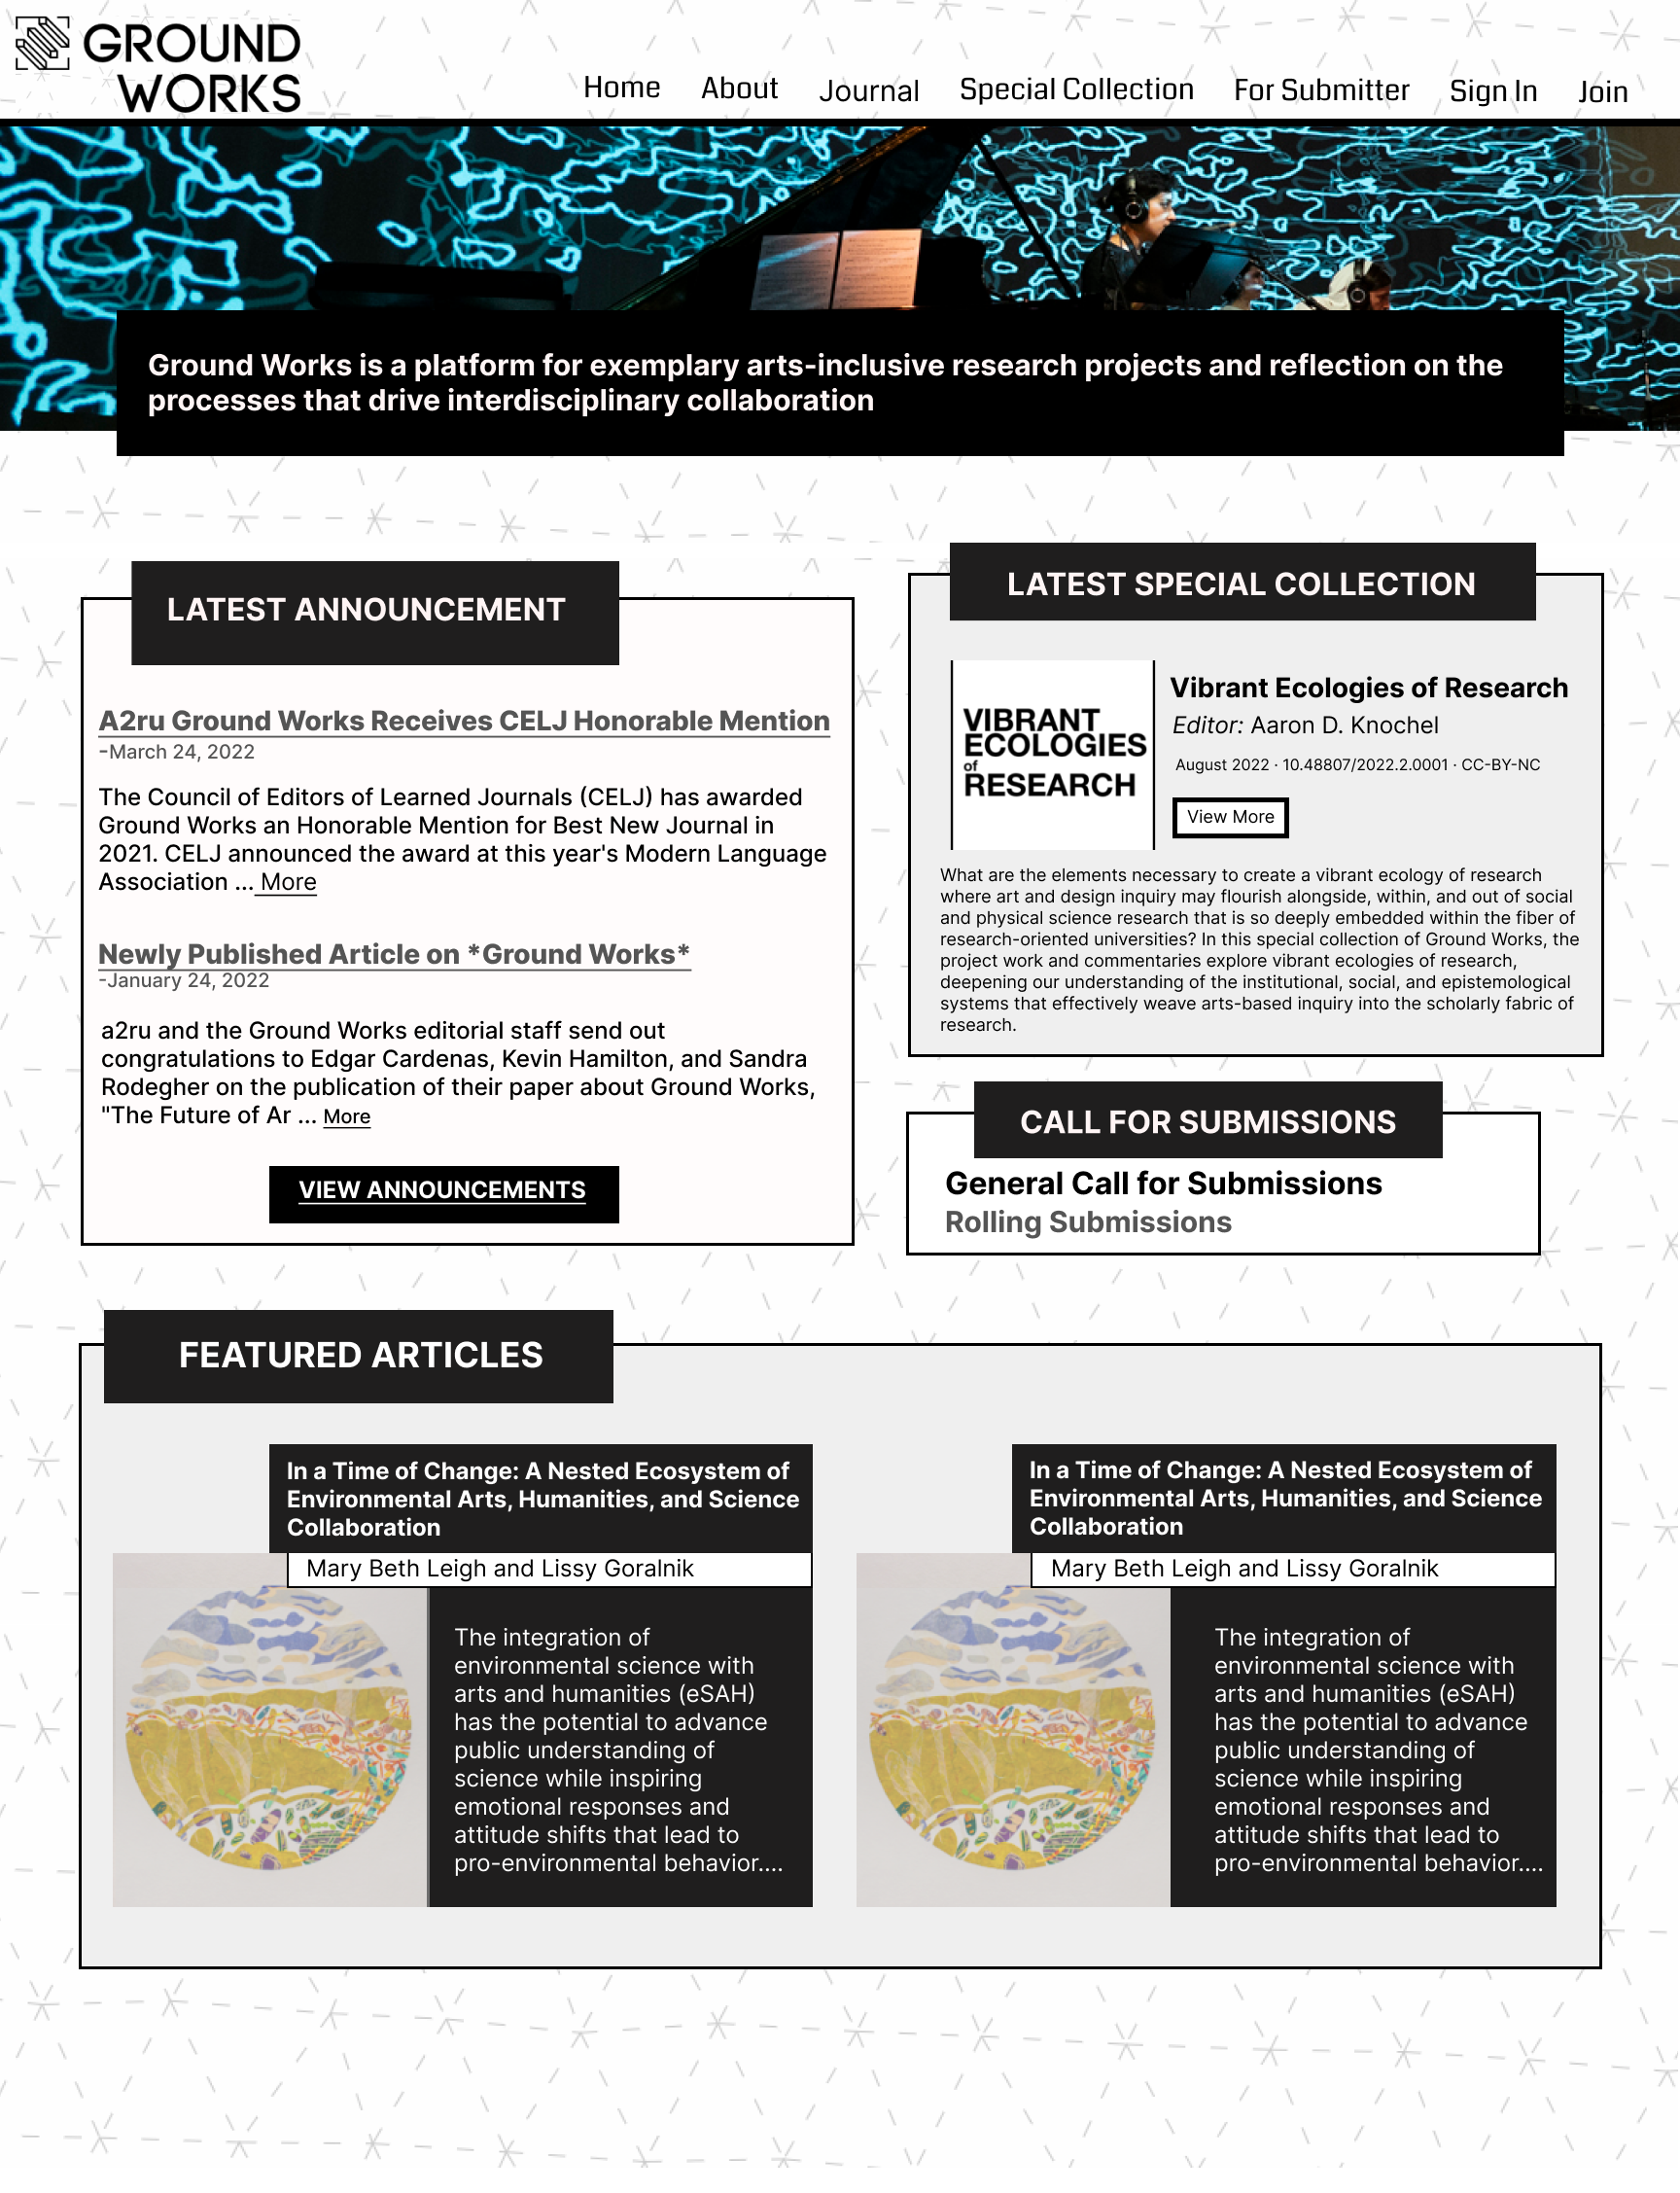 GROUND
WORKS
Home About Journal Special Collection For Submitter Sign In Join
Ground Works is a platform for exemplary arts-inclusive research projects and reflection on the
processes that drive interdisciplinary collaboration
LATEST ANNOUNCEMENT
A2ru Ground Works Receives CELJ Honorable Mention
-March 24, 2022
The Council of Editors of Learned Journals (CELJ) has awarded
Ground Works an Honorable Mention for Best New Journal in
2021. CELJ announced the award at this year's Modern Language
Association ... More
Newly Published Article on *Ground Works*
-January 24, 2022
a2ru and the Ground Works editorial staff send out
congratulations to Edgar Cardenas, Kevin Hamilton, and Sandra
Rodegher on the publication of their paper about Ground Works,
"The Future of Ar ... More
VIEW ANNOUNCEMENTS
LATEST SPECIAL COLLECTION
VIBRANT
ECOLOGIES
of
RESEARCH
Vibrant Ecologies of Research
Editor: Aaron D. Knochel
August 2022 · 10.48807/2022.2.0001 · CC-BY-NC
View More
What are the elements necessary to create a vibrant ecology of research
where art and design inquiry may flourish alongside, within, and out of social
and physical science research that is so deeply embedded within the fiber of
research-oriented universities? In this special collection of Ground Works, the
project work and commentaries explore vibrant ecologies of research,
deepening our understanding of the institutional, social, and epistemological
systems that effectively weave arts-based inquiry into the scholarly fabric of
research.
CALL FOR SUBMISSIONS
General Call for Submissions
Rolling Submissions
FEATURED ARTICLES
In a Time of Change: A Nested Ecosystem of
Environmental Arts, Humanities, and Science
Collaboration
Mary Beth Leigh and Lissy Goralnik
The integration of
environmental science with
arts and humanities (eSAH)
has the potential to advance
public understanding of
science while inspiring
emotional responses and
attitude shifts that lead to
pro-environmental behavior....
In a Time of Change: A Nested Ecosystem of
Environmental Arts, Humanities, and Science
Collaboration
Mary Beth Leigh and Lissy Goralnik
The integration of
environmental science with
arts and humanities (eSAH)
has the potential to advance
public understanding of
science while inspiring
emotional responses and
attitude shifts that lead to
pro-environmental behavior....